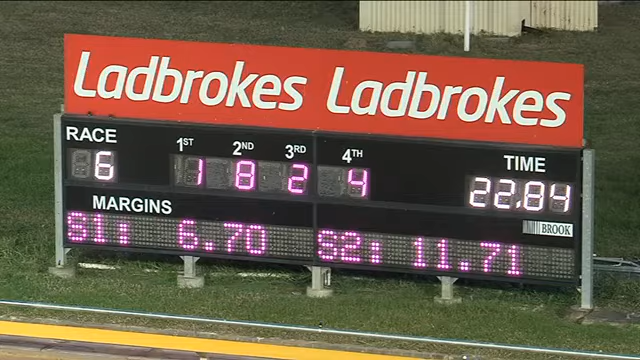 Ladbrokes Ladbrokes
RACE 1ST 2ND 3RD 4TH TIME
6 1 8 2 4 22.84
MARGINS BROOK
S1: 6.70 S2: 11.71